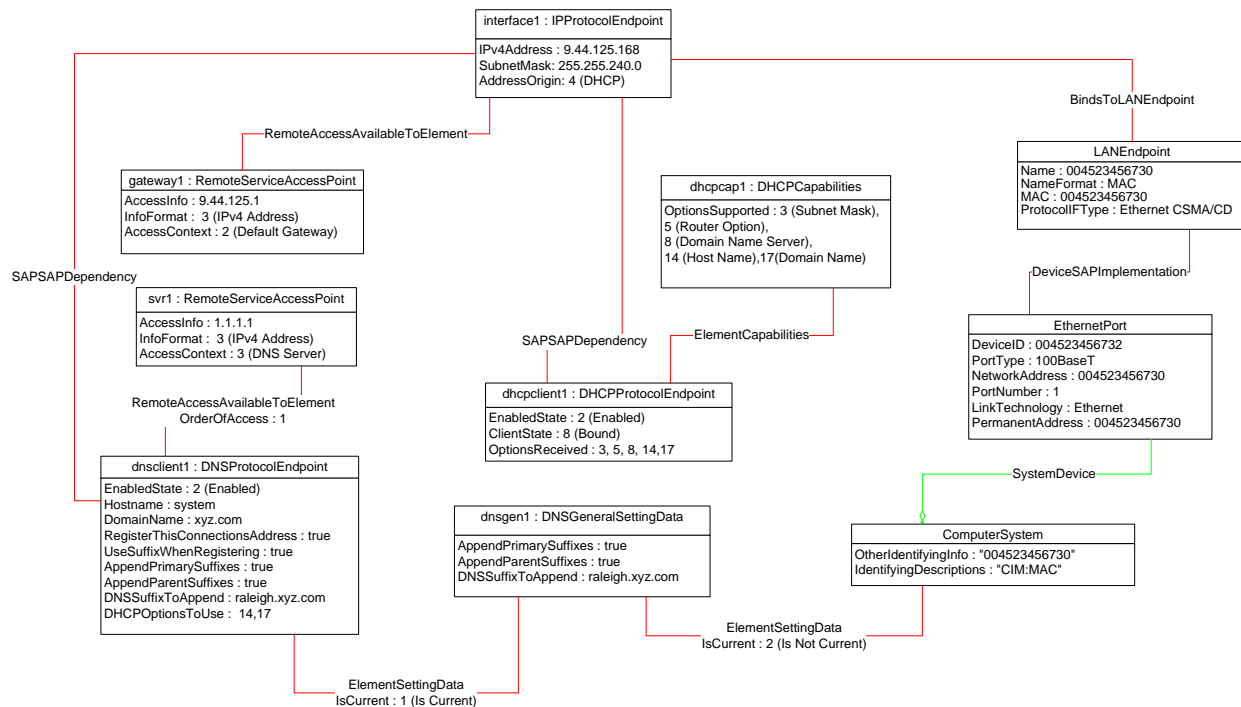 interface1 : IPProtocolEndpoint
IPv4Address : 9.44.125.168
SubnetMask: 255.255.240.0
AddressOrigin: 4 (DHCP)
BindsToLANEndpoint
RemoteAccessAvailableToElement
LANEndpoint
Name : 004523456730
NameFormat : MAC
MAC : 004523456730
ProtocolIFType : Ethernet CSMA/CD
gateway1 : RemoteServiceAccessPoint
AccessInfo : 9.44.125.1
InfoFormat :  3 (IPv4 Address)
AccessContext : 2 (Default Gateway)
dhcpcap1 : DHCPCapabilities
OptionsSupported : 3 (Subnet Mask),
5 (Router Option),
8 (Domain Name Server),
14 (Host Name),17(Domain Name)
SAPSAPDependency
DeviceSAPImplementation
svr1 : RemoteServiceAccessPoint
AccessInfo : 1.1.1.1
InfoFormat :  3 (IPv4 Address)
AccessContext : 3 (DNS Server)
SAPSAPDependency
ElementCapabilities
EthernetPort
DeviceID : 004523456732
PortType : 100BaseT
NetworkAddress : 004523456730
PortNumber : 1
LinkTechnology : Ethernet
PermanentAddress : 004523456730
RemoteAccessAvailableToElement
OrderOfAccess : 1
dhcpclient1 : DHCPProtocolEndpoint
EnabledState : 2 (Enabled)
ClientState : 8 (Bound)
OptionsReceived : 3, 5, 8, 14,17
dnsclient1 : DNSProtocolEndpoint
EnabledState : 2 (Enabled)
Hostname : system
DomainName : xyz.com
RegisterThisConnectionsAddress : true
UseSuffixWhenRegistering : true
AppendPrimarySuffixes : true
AppendParentSuffixes : true
DNSSuffixToAppend : raleigh.xyz.com
DHCPOptionsToUse :  14,17
SystemDevice
dnsgen1 : DNSGeneralSettingData
AppendPrimarySuffixes : true
AppendParentSuffixes : true
DNSSuffixToAppend : raleigh.xyz.com
ComputerSystem
OtherIdentifyingInfo : "004523456730"
IdentifyingDescriptions : "CIM:MAC"
ElementSettingData
IsCurrent : 2 (Is Not Current)
ElementSettingData
IsCurrent : 1 (Is Current)